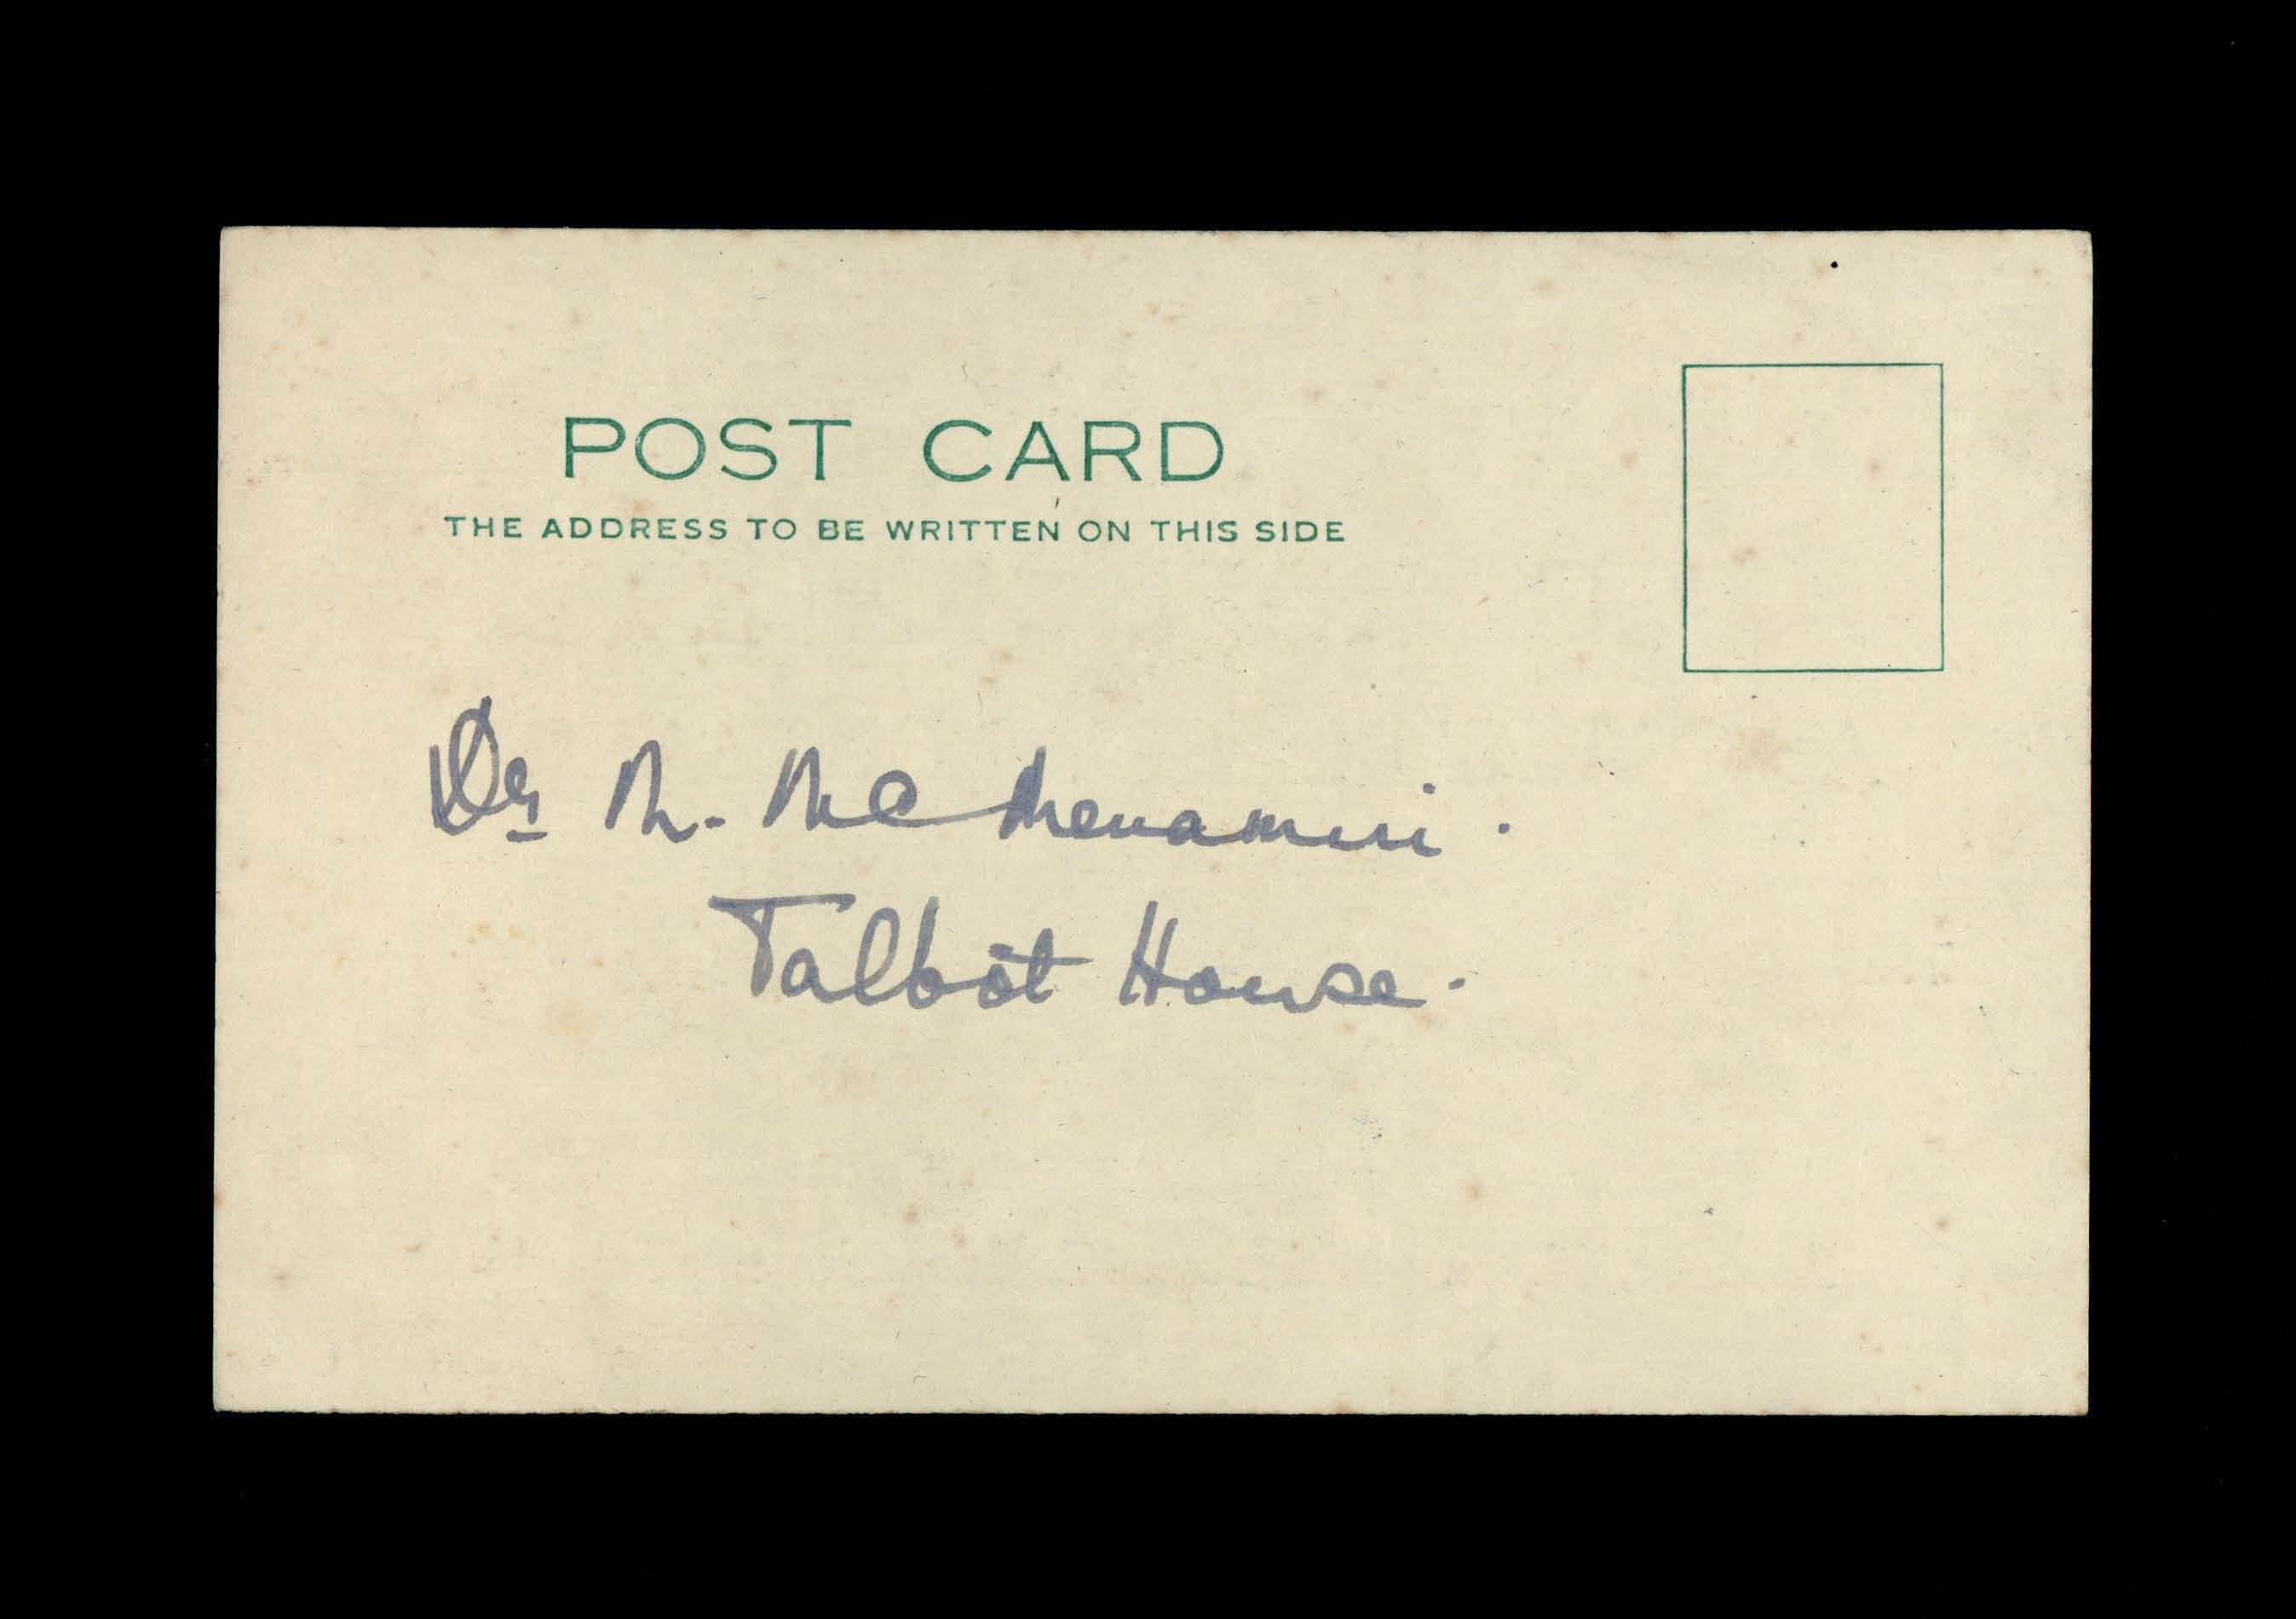 POST CARD
THE ADDRESS TO BE WRITTEN ON THIS SIDE
Dr M. McMenamin.
Talbot House.